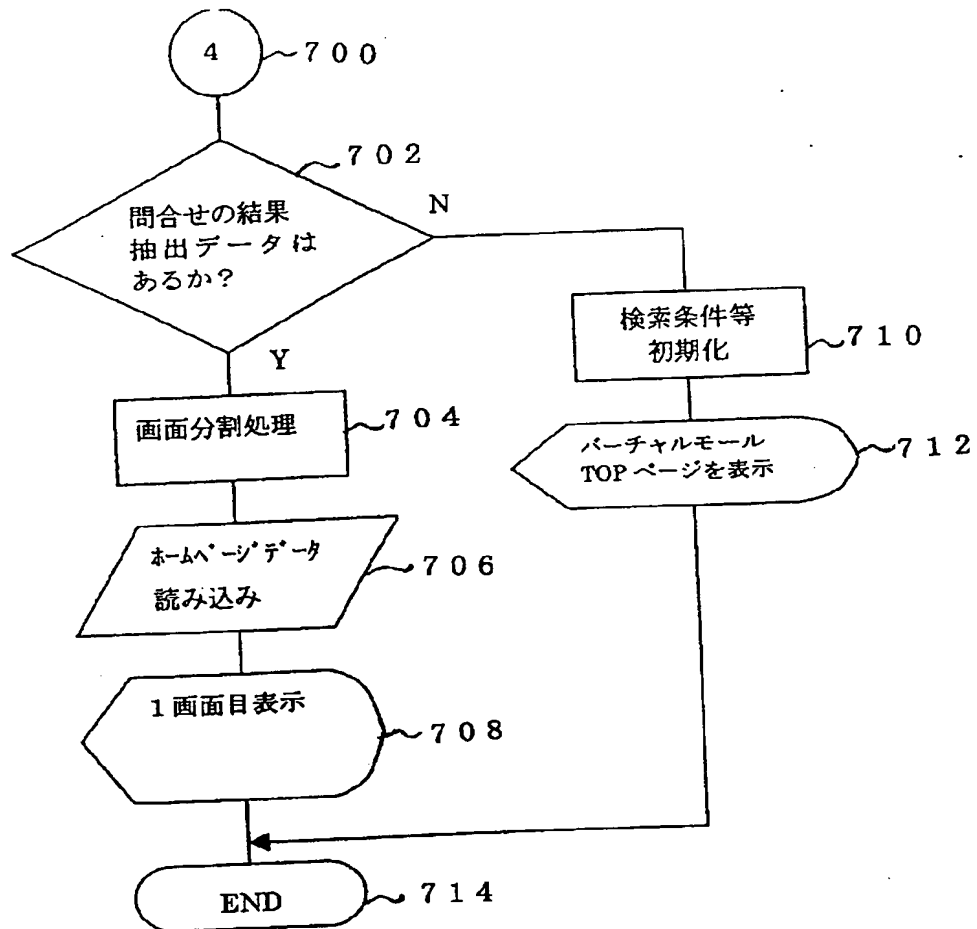 4
700
702
問合せの結果
抽出データは
あるか？
N
Y
画面分割処理
704
ホームページデータ
読み込み
706
1画面目表示
708
検索条件等
初期化
710
バーチャルモール
TOPページを表示
712
END
714